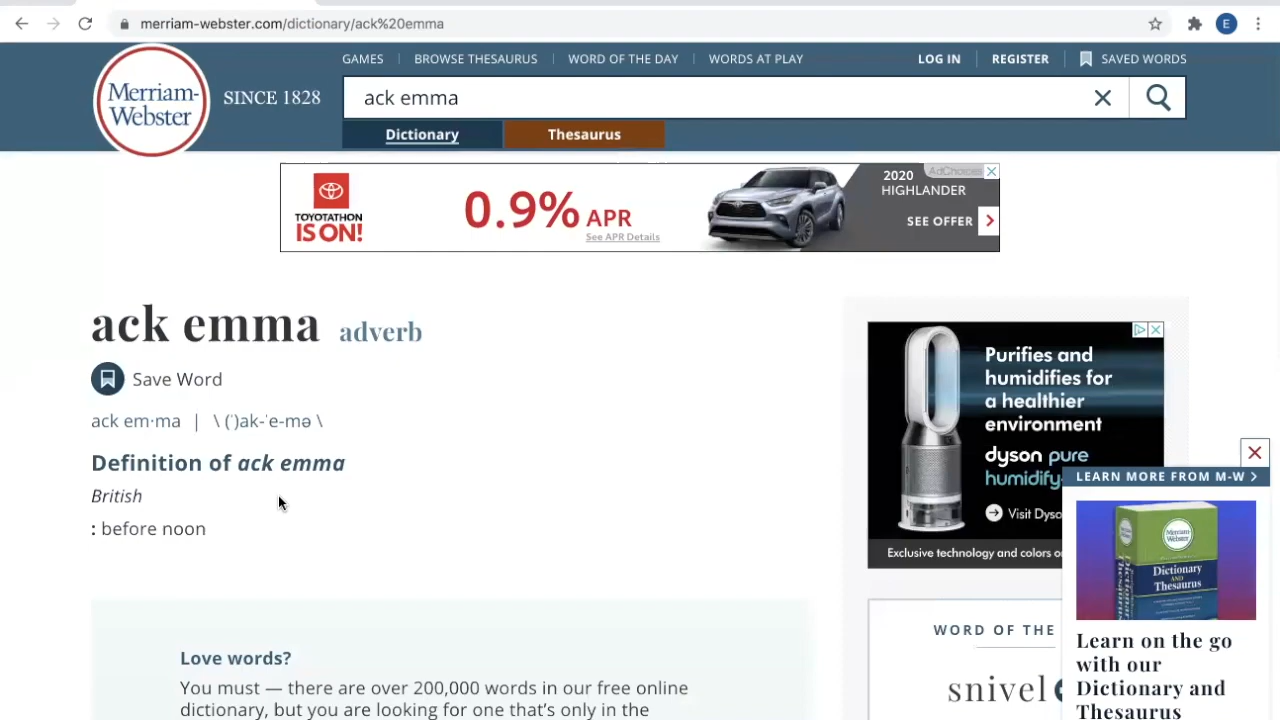 merriam-webster.com/dictionary/ack%20emma
E
GAMES BROWSE THESAURUS WORD OF THE DAY WORDS AT PLAY LOG IN REGISTER SAVED WORDS
Merriam-
Webster
SINCE 1828
ack emma
Dictionary Thesaurus
TOYOTATHON
IS ON!
0.9% APR
See APR Details
2020
HIGHLANDER
SEE OFFER
AdChoices
ack emma adverb
Save Word
ack em·ma | \ (ˈ)ak-ˈe-mə \
Definition of ack emma
British
: before noon
Love words?
You must — there are over 200,000 words in our free online
dictionary, but you are looking for one that's only in the
Purifies and
humidifies for
a healthier
environment
dyson pure
humidify
Visit Dyso
Exclusive technology and colors
WORD OF THE
snivel
LEARN MORE FROM M-W
Merriam-
Webster
Dictionary
AND
Thesaurus
Learn on the go
with our
Dictionary and
Thesaurus